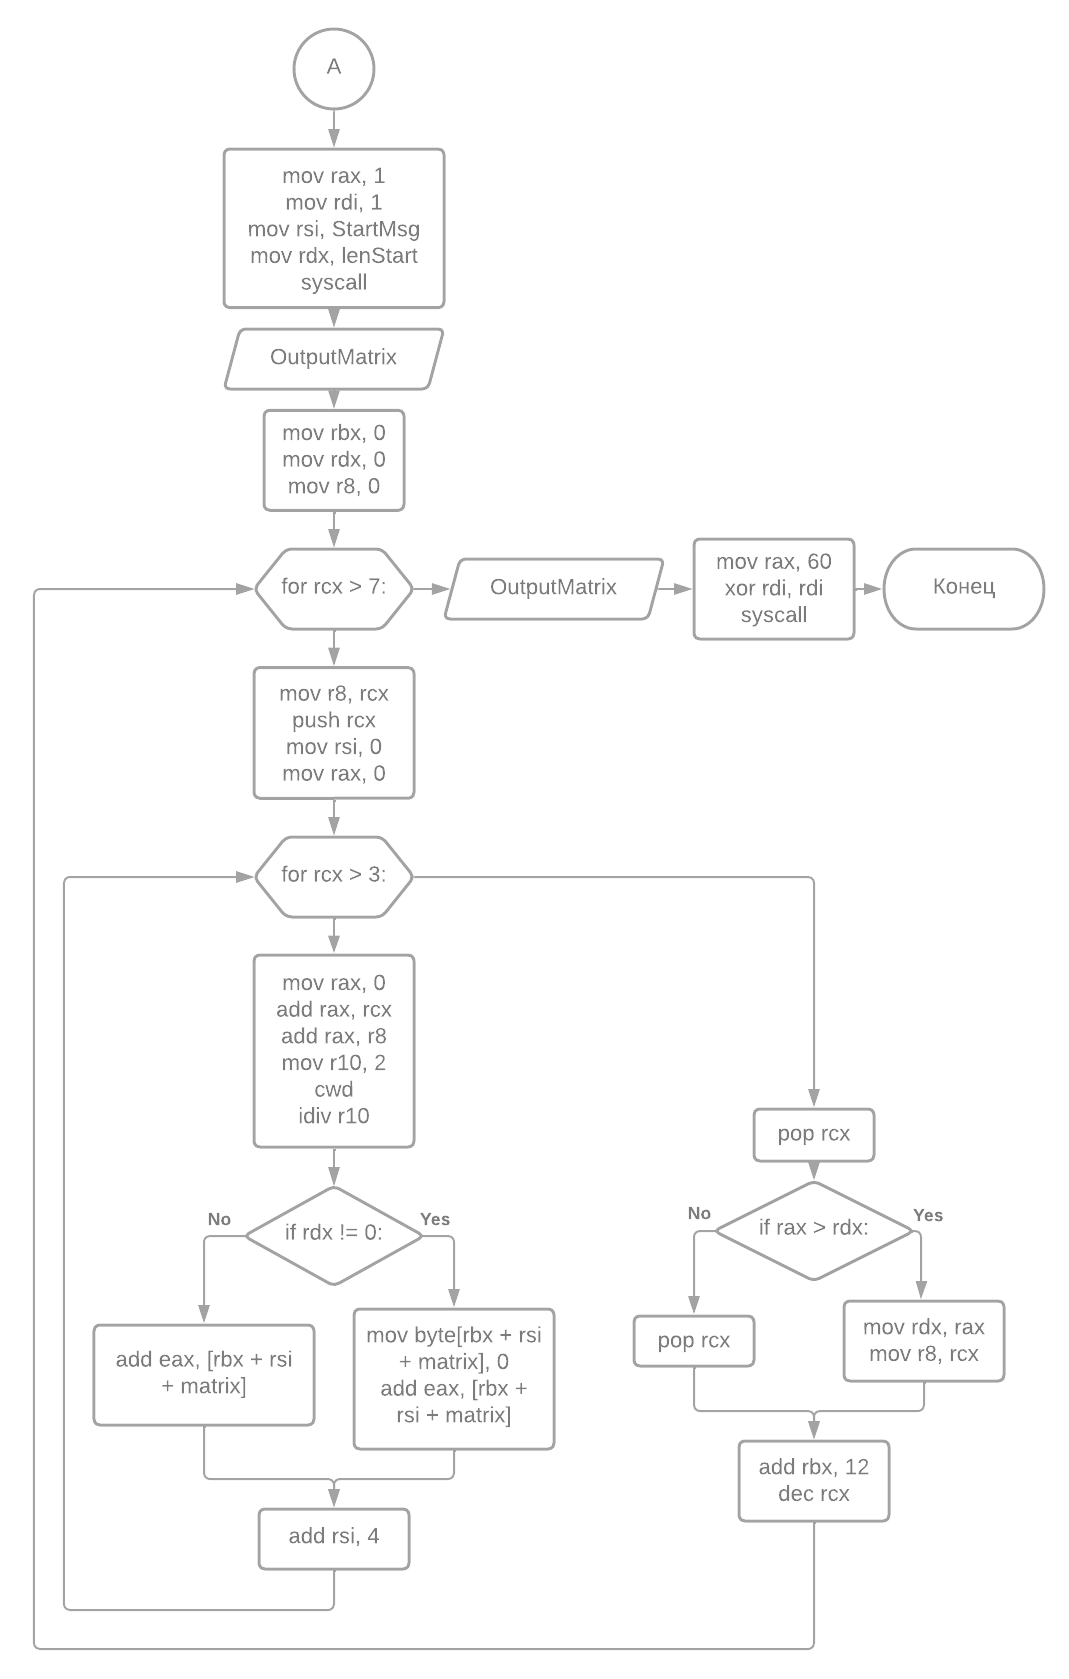 A
mov rax, 1
mov rdi, 1
mov rsi, StartMsg
mov rdx, lenStart
syscall
OutputMatrix
mov rbx, 0
mov rdx, 0
mov r8, 0
for rcx > 7:
OutputMatrix
mov rax, 60
xor rdi, rdi
syscall
Конец
mov r8, rcx
push rcx
mov rsi, 0
mov rax, 0
for rcx > 3:
mov rax, 0
add rax, rcx
add rax, r8
mov r10, 2
cwd
idiv r10
if rdx != 0:
No
Yes
add eax, [rbx + rsi
+ matrix]
mov byte[rbx + rsi
+ matrix], 0
add eax, [rbx +
rsi + matrix]
add rsi, 4
pop rcx
if rax > rdx:
No
Yes
pop rcx
mov rdx, rax
mov r8, rcx
add rbx, 12
dec rcx